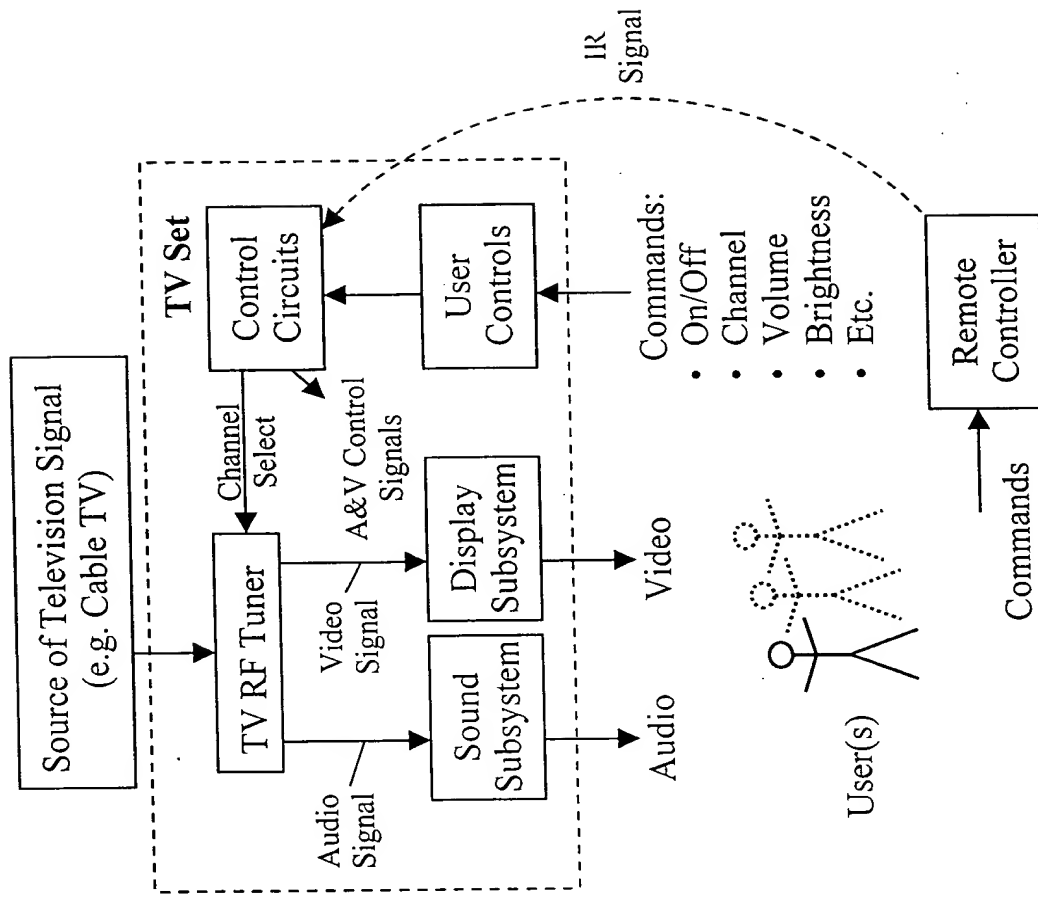 Source of Television Signal
(e.g. Cable TV)
TV Set
TV RF Tuner
Channel
Select
Control
Circuits
IR
Signal
Audio
Signal
Video
Signal
A&V Control
Signals
Sound
Subsystem
Display
Subsystem
User
Controls
Audio
Video
Commands:
• On/Off
• Channel
• Volume
• Brightness
• Etc.
User(s)
Commands
Remote
Controller